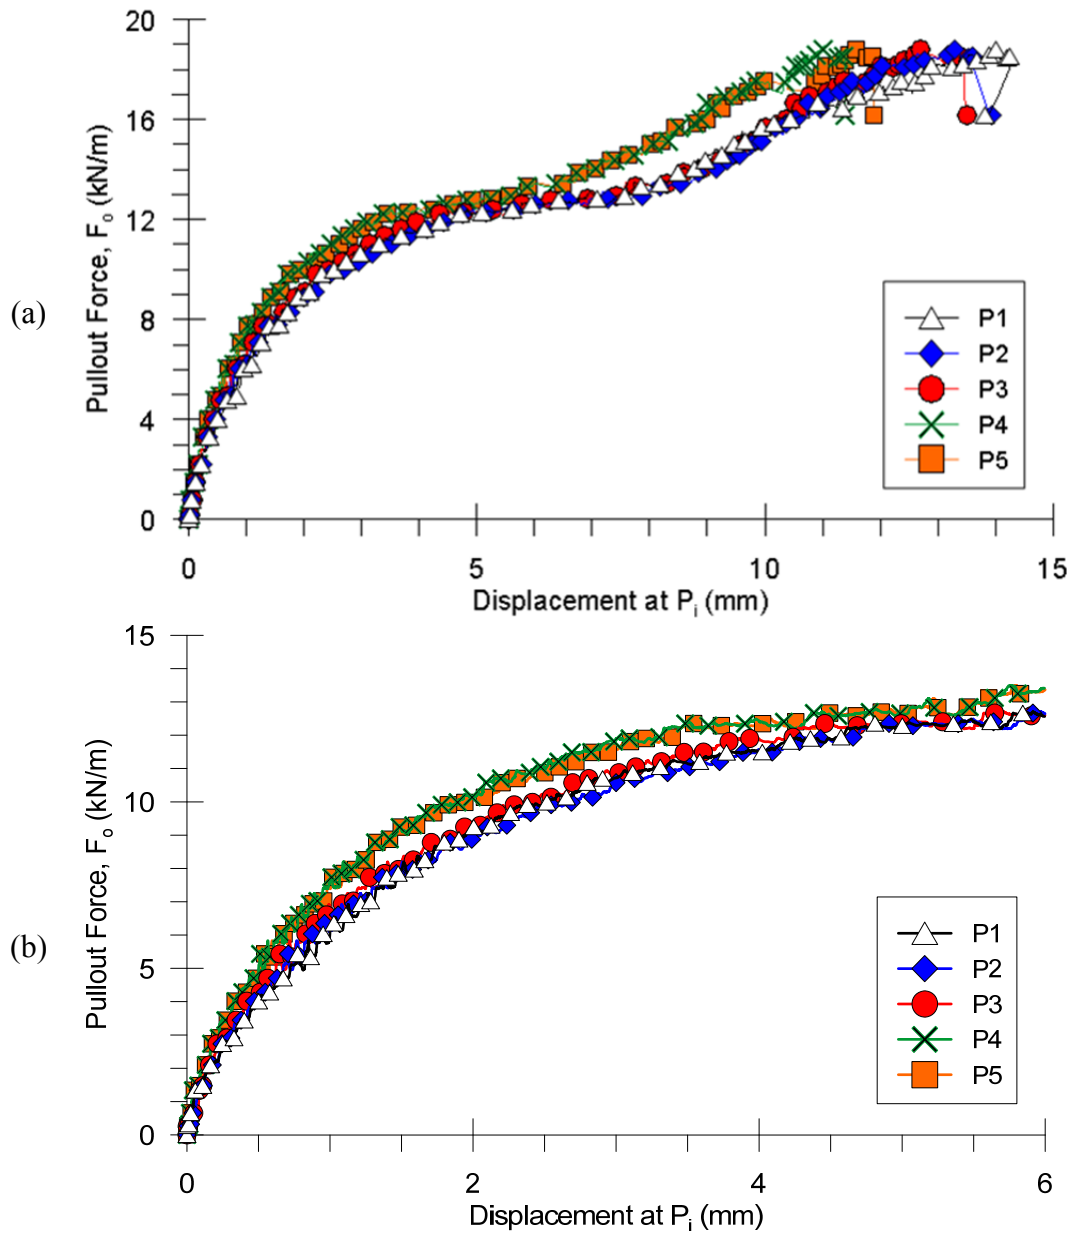 (a)
Pullout Force, F₀ (kN/m)
20
16
12
8
4
0
0 5 10 15
Displacement at Pᵢ (mm)
P1
P2
P3
P4
P5
(b)
Pullout Force, F₀ (kN/m)
15
10
5
0
0 2 4 6
Displacement at Pᵢ (mm)
P1
P2
P3
P4
P5